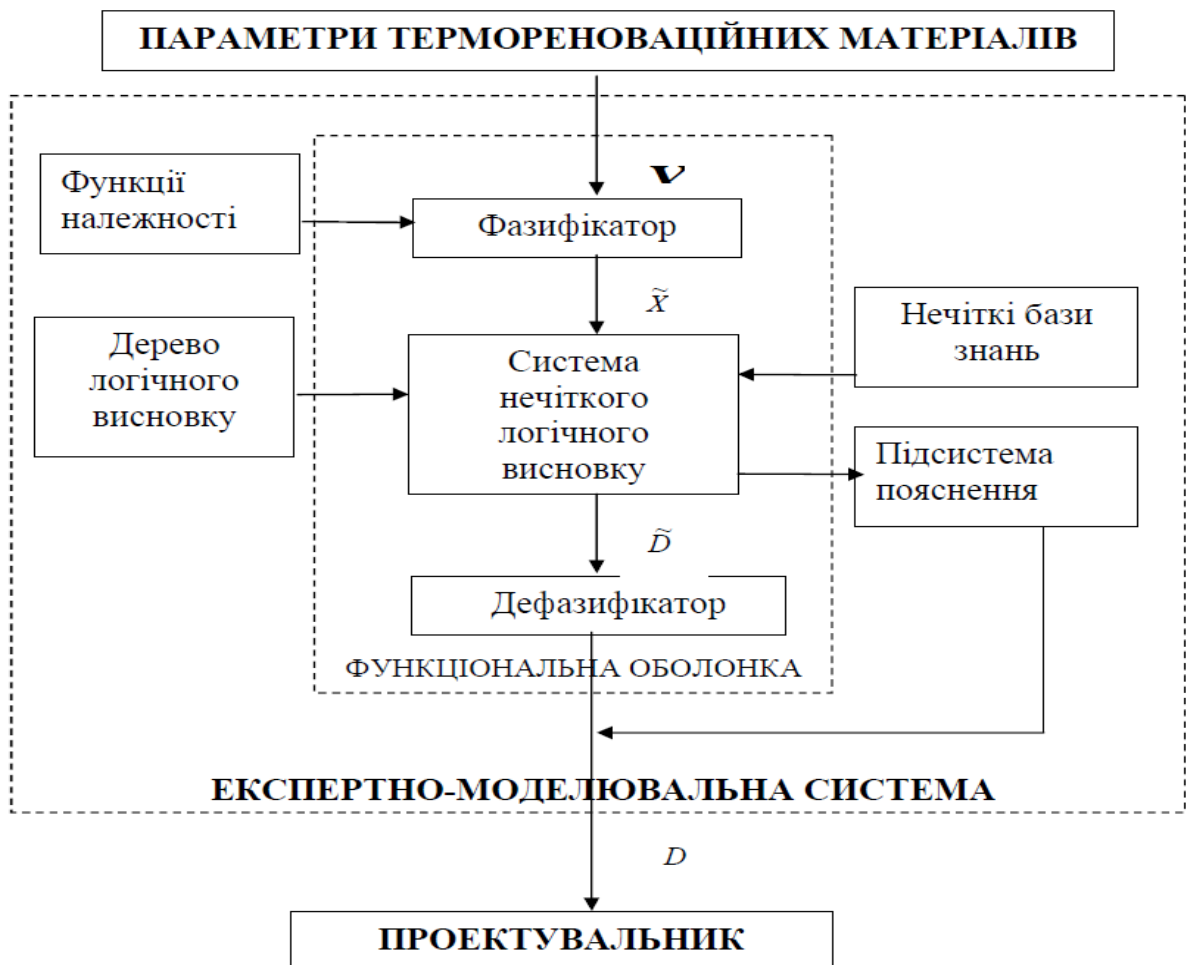 ПАРАМЕТРИ ТЕРМОРЕНОВАЦІЙНИХ МАТЕРІАЛІВ
Функції
належності
V
Фазифікатор
X̃
Дерево
логічного
висновку
Система
нечіткого
логічного
висновку
Нечіткі бази
знань
Підсистема
пояснення
D̃
Дефазифікатор
ФУНКЦІОНАЛЬНА ОБОЛОНКА
ЕКСПЕРТНО-МОДЕЛЮВАЛЬНА СИСТЕМА
D
ПРОЕКТУВАЛЬНИК